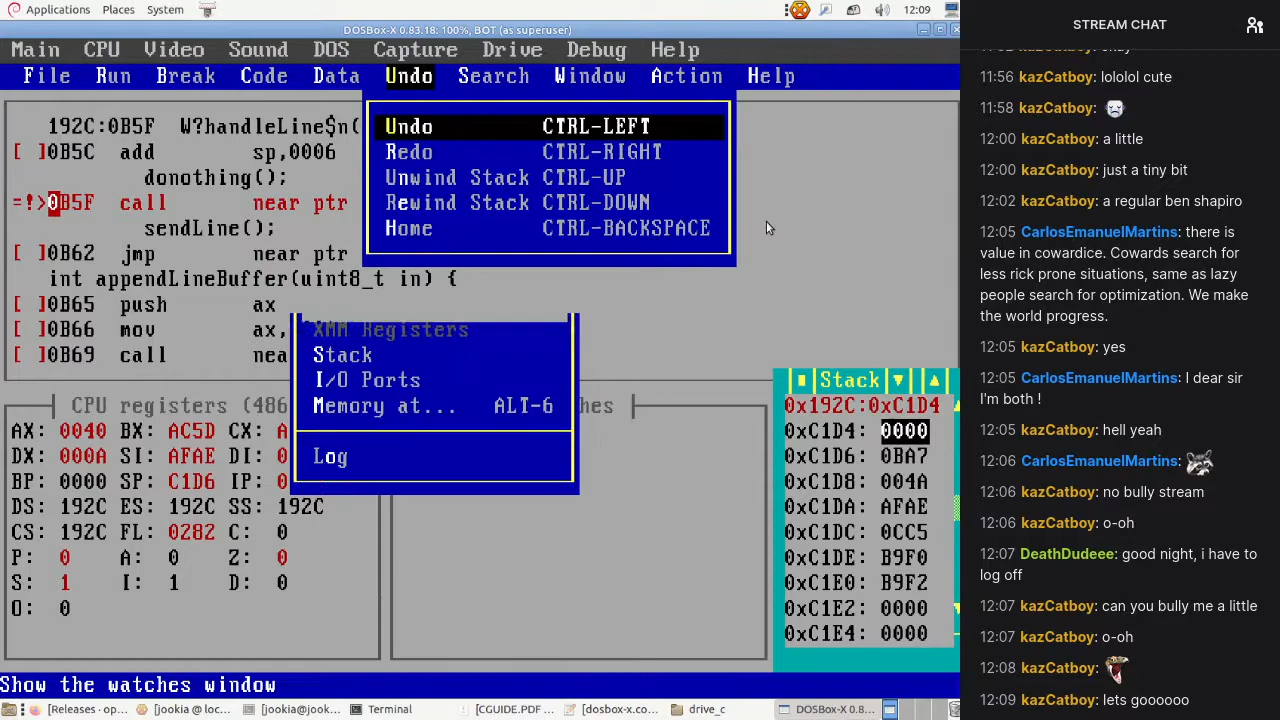 Applications Places System
12:09
DOSBox-X 0.83.18: 100%, BOT (as superuser)
Main CPU Video Sound DOS Capture Drive Debug Help
File Run Break Code Data Undo Search Window Action Help
192C:0B5F W?handleLine$n(
[ ]0B5C add sp,0006
donothing();
=!>0B5F call near ptr
sendLine();
[ ]0B62 jmp near ptr
int appendLineBuffer(uint8_t in) {
[ ]0B65 push ax
[ ]0B66 mov ax,
[ ]0B69 call nea
Undo CTRL-LEFT
Redo CTRL-RIGHT
Unwind Stack CTRL-UP
Rewind Stack CTRL-DOWN
Home CTRL-BACKSPACE
XMM Registers
Stack
I/O Ports
Memory at... ALT-6
Log
CPU registers (486
hes
AX: 0040 BX: AC5D CX: A
DX: 000A SI: AFAE DI: 0
BP: 0000 SP: C1D6 IP: 0
DS: 192C ES: 192C SS: 192C
CS: 192C FL: 0282 C: 0
P: 0 A: 0 Z: 0
S: 1 I: 1 D: 0
O: 0
Stack
0x192C:0xC1D4
0xC1D4: 0000
0xC1D6: 0BA7
0xC1D8: 004A
0xC1DA: AFAE
0xC1DC: 0CC5
0xC1DE: B9F0
0xC1E0: B9F2
0xC1E2: 0000
0xC1E4: 0000
Show the watches window
[Releases - op...
[jookia @ loc...
[jookia@jook...
Terminal
[CGUIDE.PDF ...
[dosbox-x.co...
drive_c
DOSBox-X 0.8...
STREAM CHAT
11:56 kazCatboy: lololol cute
11:58 kazCatboy:
12:00 kazCatboy: a little
12:00 kazCatboy: just a tiny bit
12:02 kazCatboy: a regular ben shapiro
12:05 CarlosEmanuelMartins: there is
value in cowardice. Cowards search for
less rick prone situations, same as lazy
people search for optimization. We make
the world progress.
12:05 kazCatboy: yes
12:05 CarlosEmanuelMartins: I dear sir
I'm both !
12:05 kazCatboy: hell yeah
12:06 CarlosEmanuelMartins:
12:06 kazCatboy: no bully stream
12:06 kazCatboy: o-oh
12:07 DeathDudeee: good night, i have to
log off
12:07 kazCatboy: can you bully me a little
12:07 kazCatboy: o-oh
12:08 kazCatboy:
12:09 kazCatboy: lets goooooo